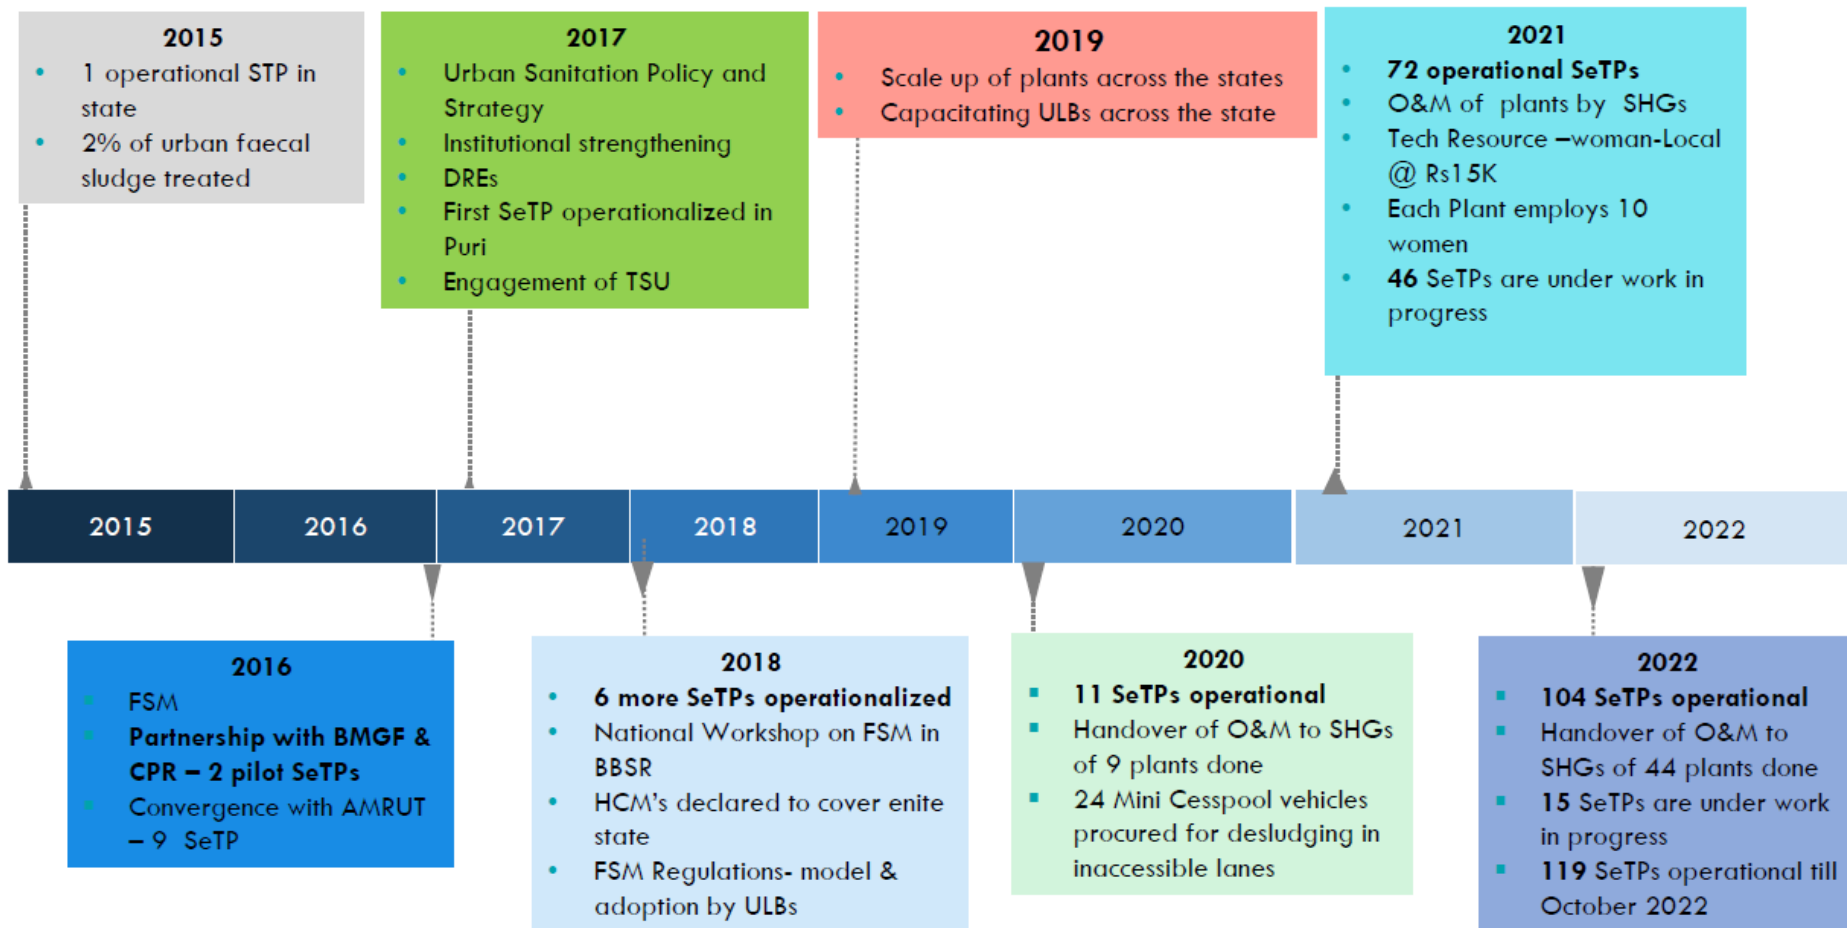 2015
• 1 operational STP in
state
• 2% of urban faecal
sludge treated
2017
• Urban Sanitation Policy and
Strategy
• Institutional strengthening
• DREs
• First SeTP operationalized in
Puri
• Engagement of TSU
2019
• Scale up of plants across the states
• Capacitating ULBs across the state
2021
• 72 operational SeTPs
• O&M of plants by SHGs
• Tech Resource –woman-Local
@ Rs15K
• Each Plant employs 10
women
• 46 SeTPs are under work in
progress
2015 2016 2017 2018 2019 2020 2021 2022
2016
• FSM
• Partnership with BMGF &
CPR – 2 pilot SeTPs
• Convergence with AMRUT
– 9 SeTP
2018
• 6 more SeTPs operationalized
• National Workshop on FSM in
BBSR
• HCM's declared to cover enite
state
• FSM Regulations- model &
adoption by ULBs
2020
▪ 11 SeTPs operational
▪ Handover of O&M to SHGs
of 9 plants done
▪ 24 Mini Cesspool vehicles
procured for desludging in
inaccessible lanes
2022
▪ 104 SeTPs operational
▪ Handover of O&M to
SHGs of 44 plants done
▪ 15 SeTPs are under work
in progress
▪ 119 SeTPs operational till
October 2022